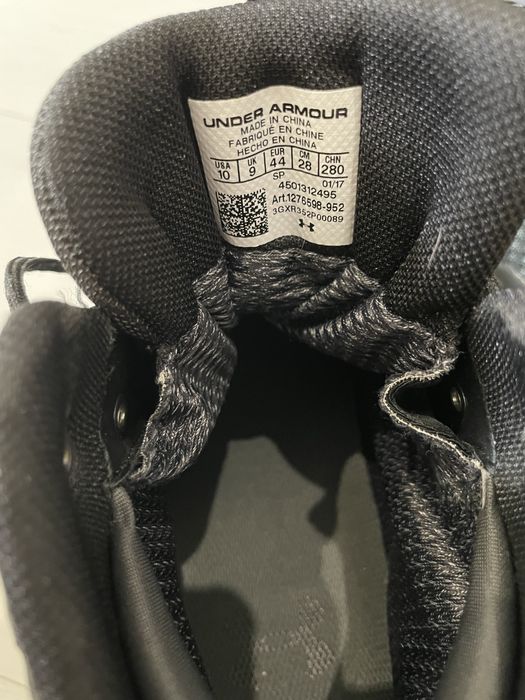 UNDER ARMOUR
MADE IN CHINA
FABRIQUÉ EN CHINE
HECHO EN CHINA
USA UK EUR CM CHN
10 9 44 28 280
SP 01/17
4501312495
Art.1276598-952
3GXR352P00089